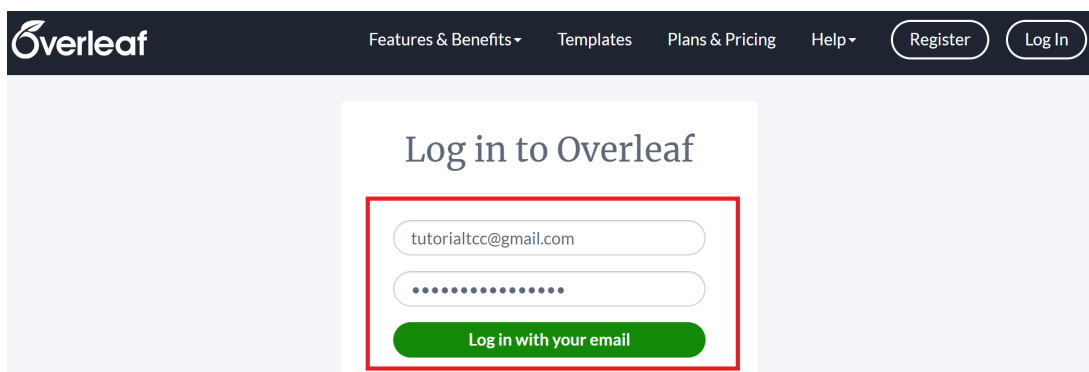 Overleaf
Features & Benefits Templates Plans & Pricing Help Register Log In
Log in to Overleaf
tutorialtcc@gmail.com
••••••••••••••••
Log in with your email